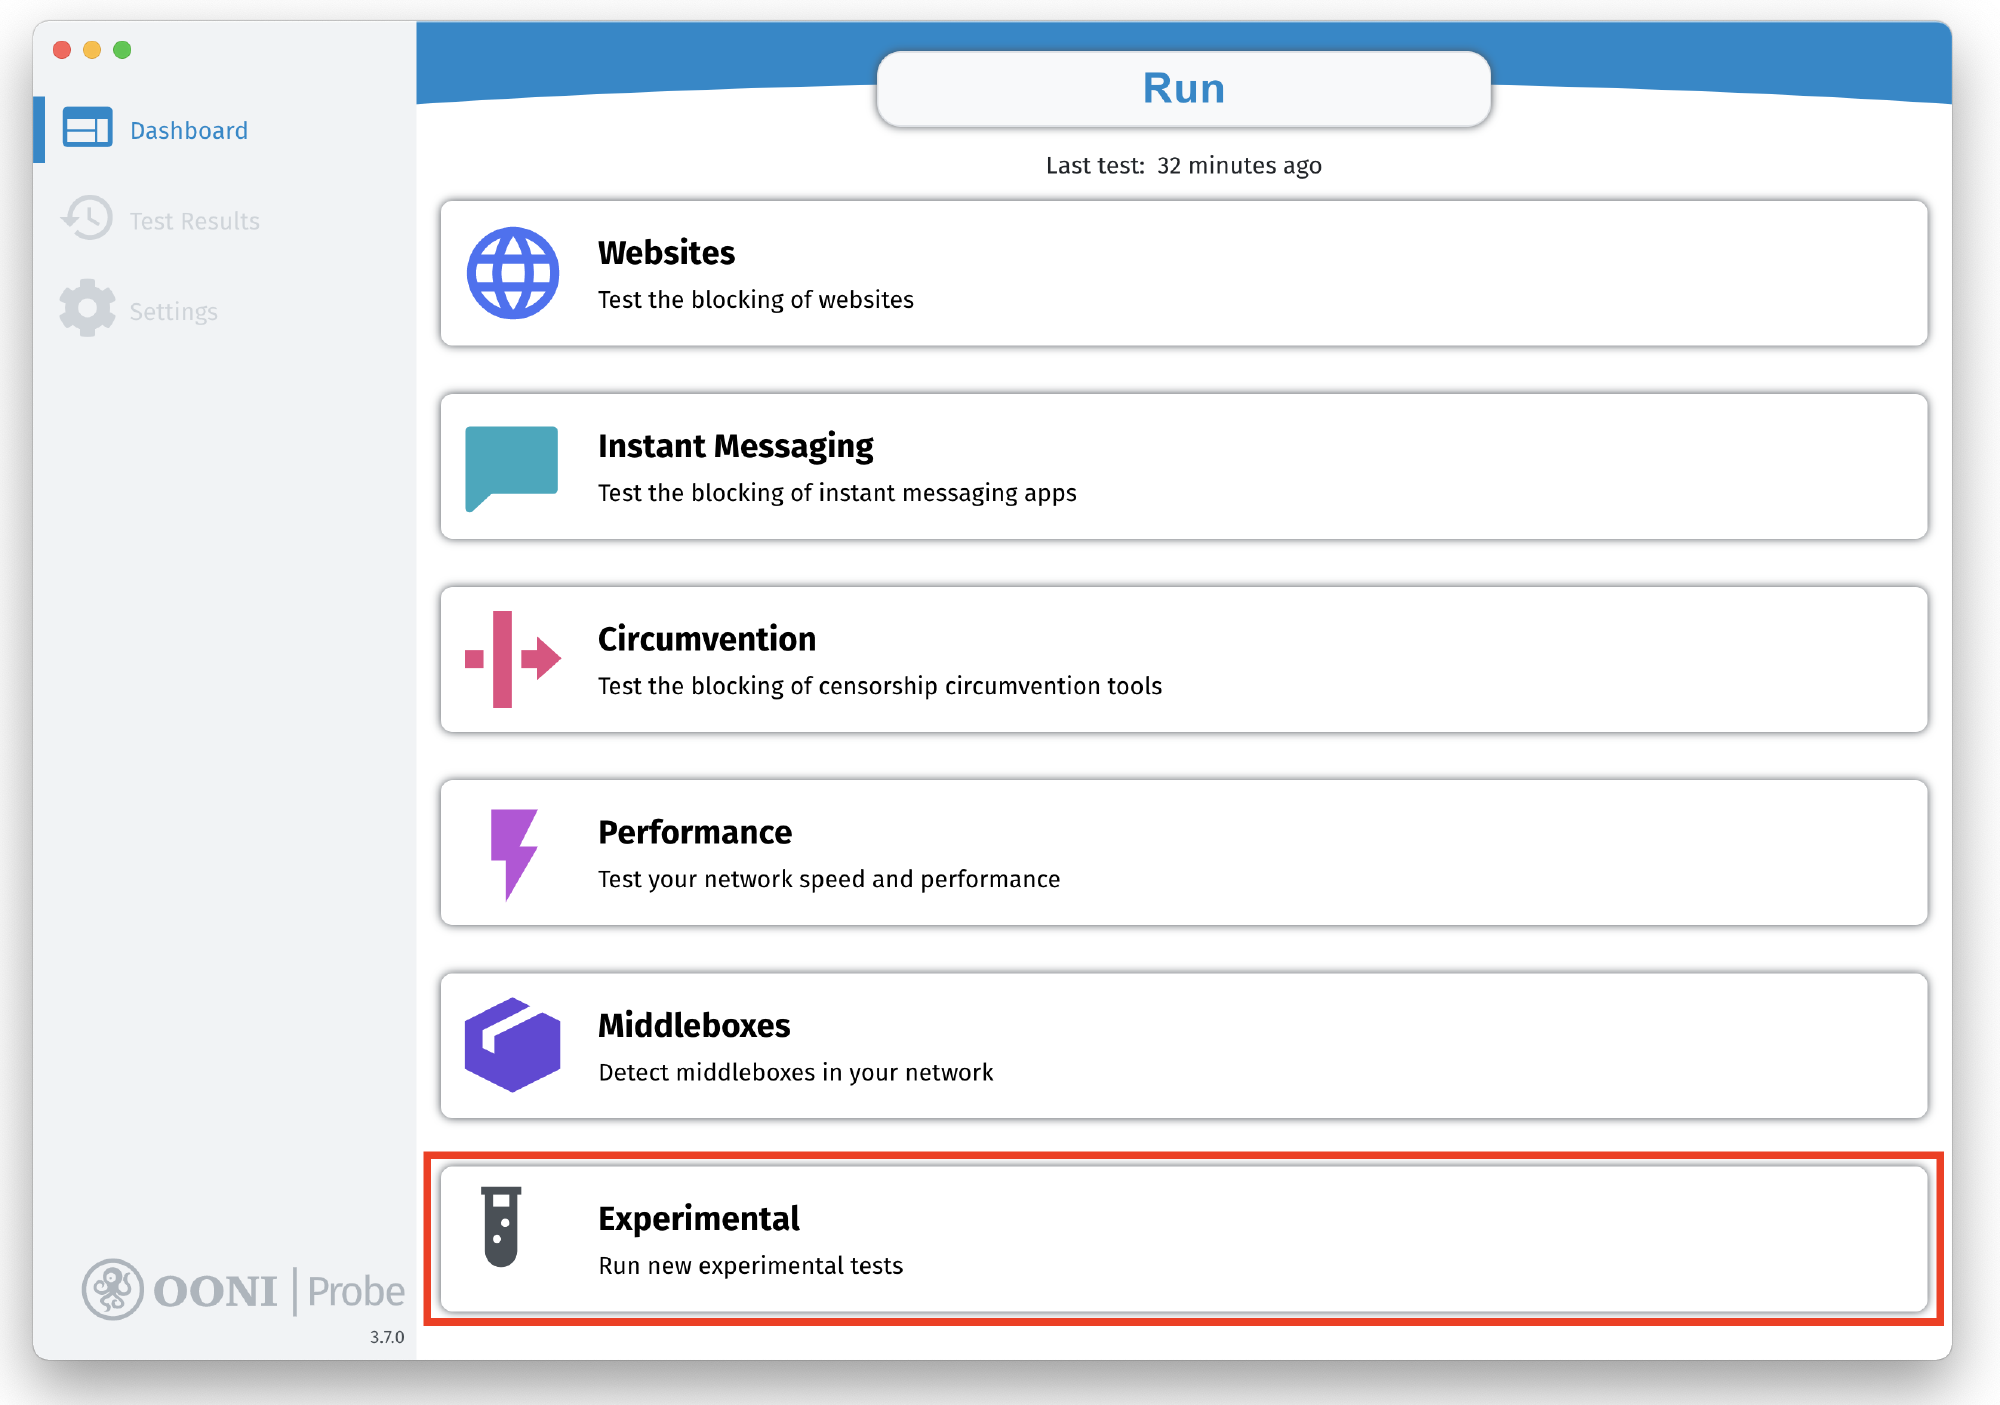 Dashboard
Test Results
Settings
OONI | Probe
3.7.0
Run
Last test: 32 minutes ago
Websites
Test the blocking of websites
Instant Messaging
Test the blocking of instant messaging apps
Circumvention
Test the blocking of censorship circumvention tools
Performance
Test your network speed and performance
Middleboxes
Detect middleboxes in your network
Experimental
Run new experimental tests